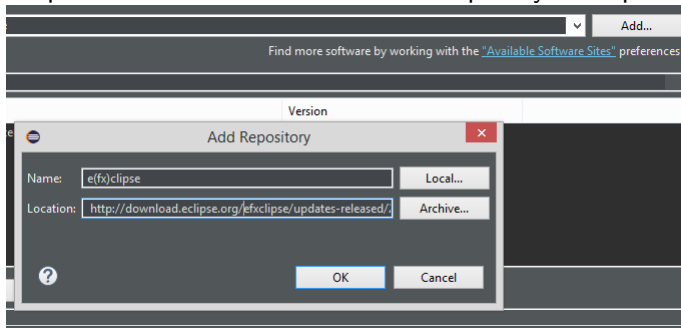 Add...
Find more software by working with the "Available Software Sites" preferences
Version
Add Repository
Name: e(fx)clipse Local...
Location: http://download.eclipse.org/efxclipse/updates-released/ Archive...
OK Cancel